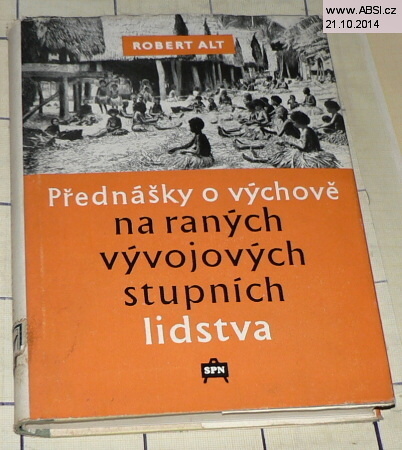 www.ABSI.cz
21.10.2014
ROBERT ALT
Přednášky o výchově
na raných
vývojových
stupních
lidstva
SPN